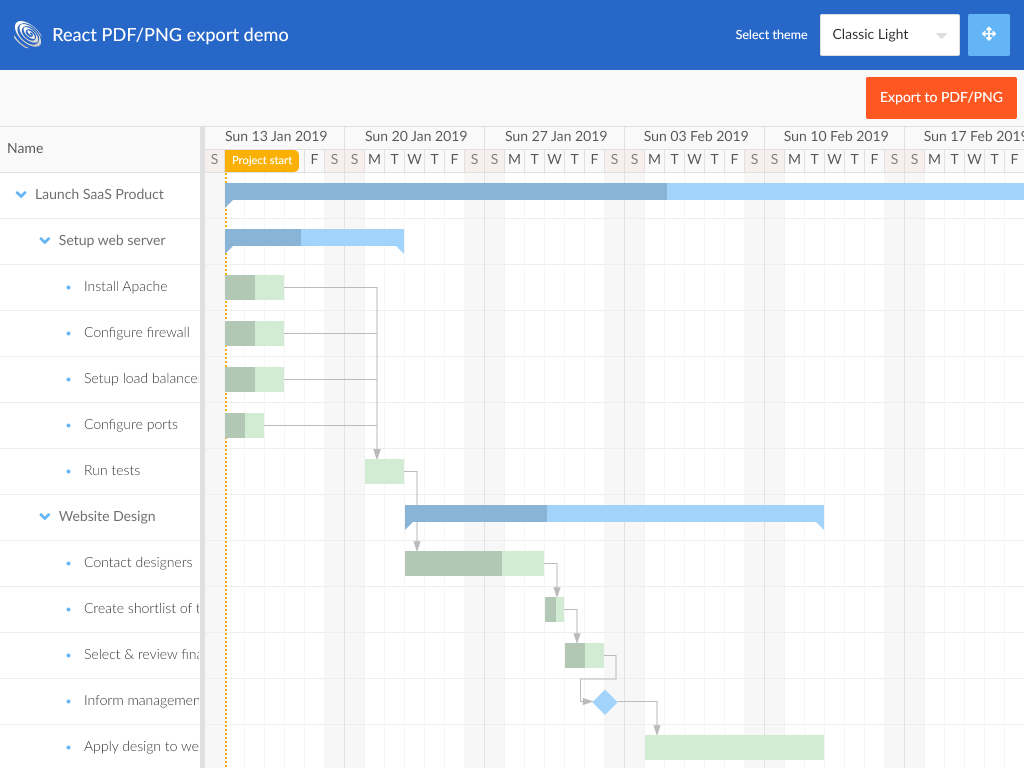 React PDF/PNG export demo
Select theme
Classic Light
Export to PDF/PNG
Name
Sun 13 Jan 2019 Sun 20 Jan 2019 Sun 27 Jan 2019 Sun 03 Feb 2019 Sun 10 Feb 2019 Sun 17 Feb 2019
S Project start F S S M T W T F S S M T W T F S S M T W T F S S M T W T F S S M T W T F
Launch SaaS Product
Setup web server
Install Apache
Configure firewall
Setup load balance
Configure ports
Run tests
Website Design
Contact designers
Create shortlist of t
Select & review fina
Inform managemen
Apply design to we